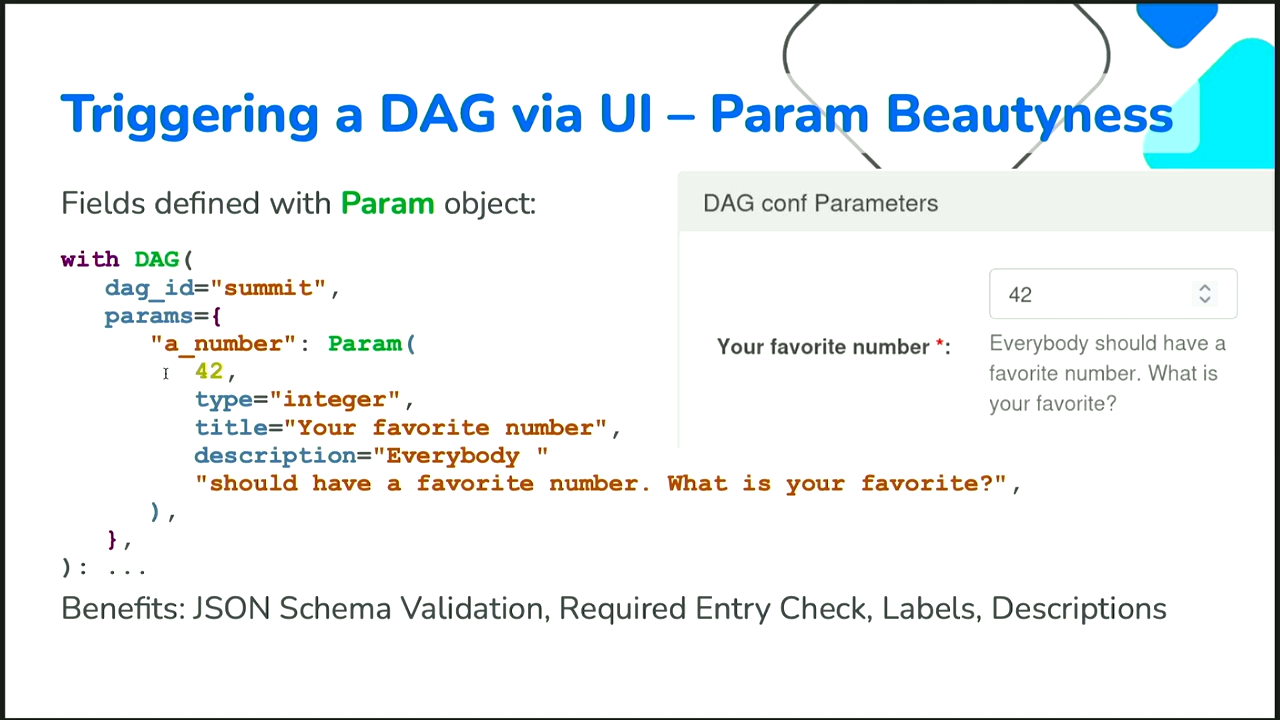 Triggering a DAG via UI – Param Beautyness
Fields defined with Param object:
with DAG(
dag_id="summit",
params={
"a_number": Param(
42,
type="integer",
title="Your favorite number",
description="Everybody "
"should have a favorite number. What is your favorite?",
),
},
): ...
DAG conf Parameters
42
Your favorite number *:
Everybody should have a
favorite number. What is
your favorite?
Benefits: JSON Schema Validation, Required Entry Check, Labels, Descriptions